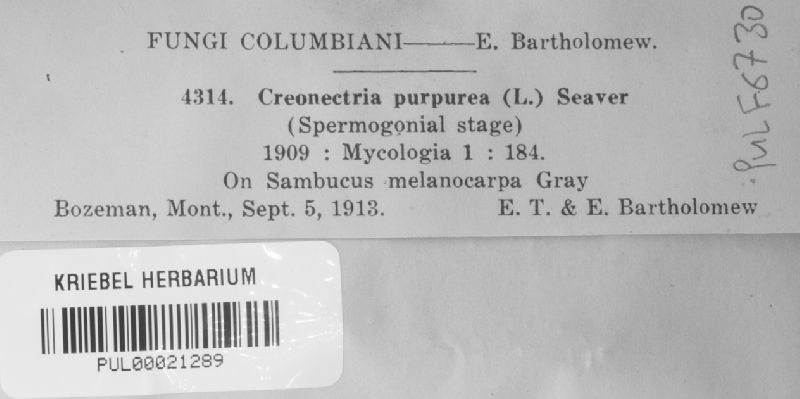 FUNGI COLUMBIANI——E. Bartholomew.
4314. Creonectria purpurea (L.) Seaver
(Spermogonial stage)
1909 : Mycologia 1 : 184.
On Sambucus melanocarpa Gray
Bozeman, Mont., Sept. 5, 1913. E. T. & E. Bartholomew
PUL F6730
KRIEBEL HERBARIUM
PUL00021289